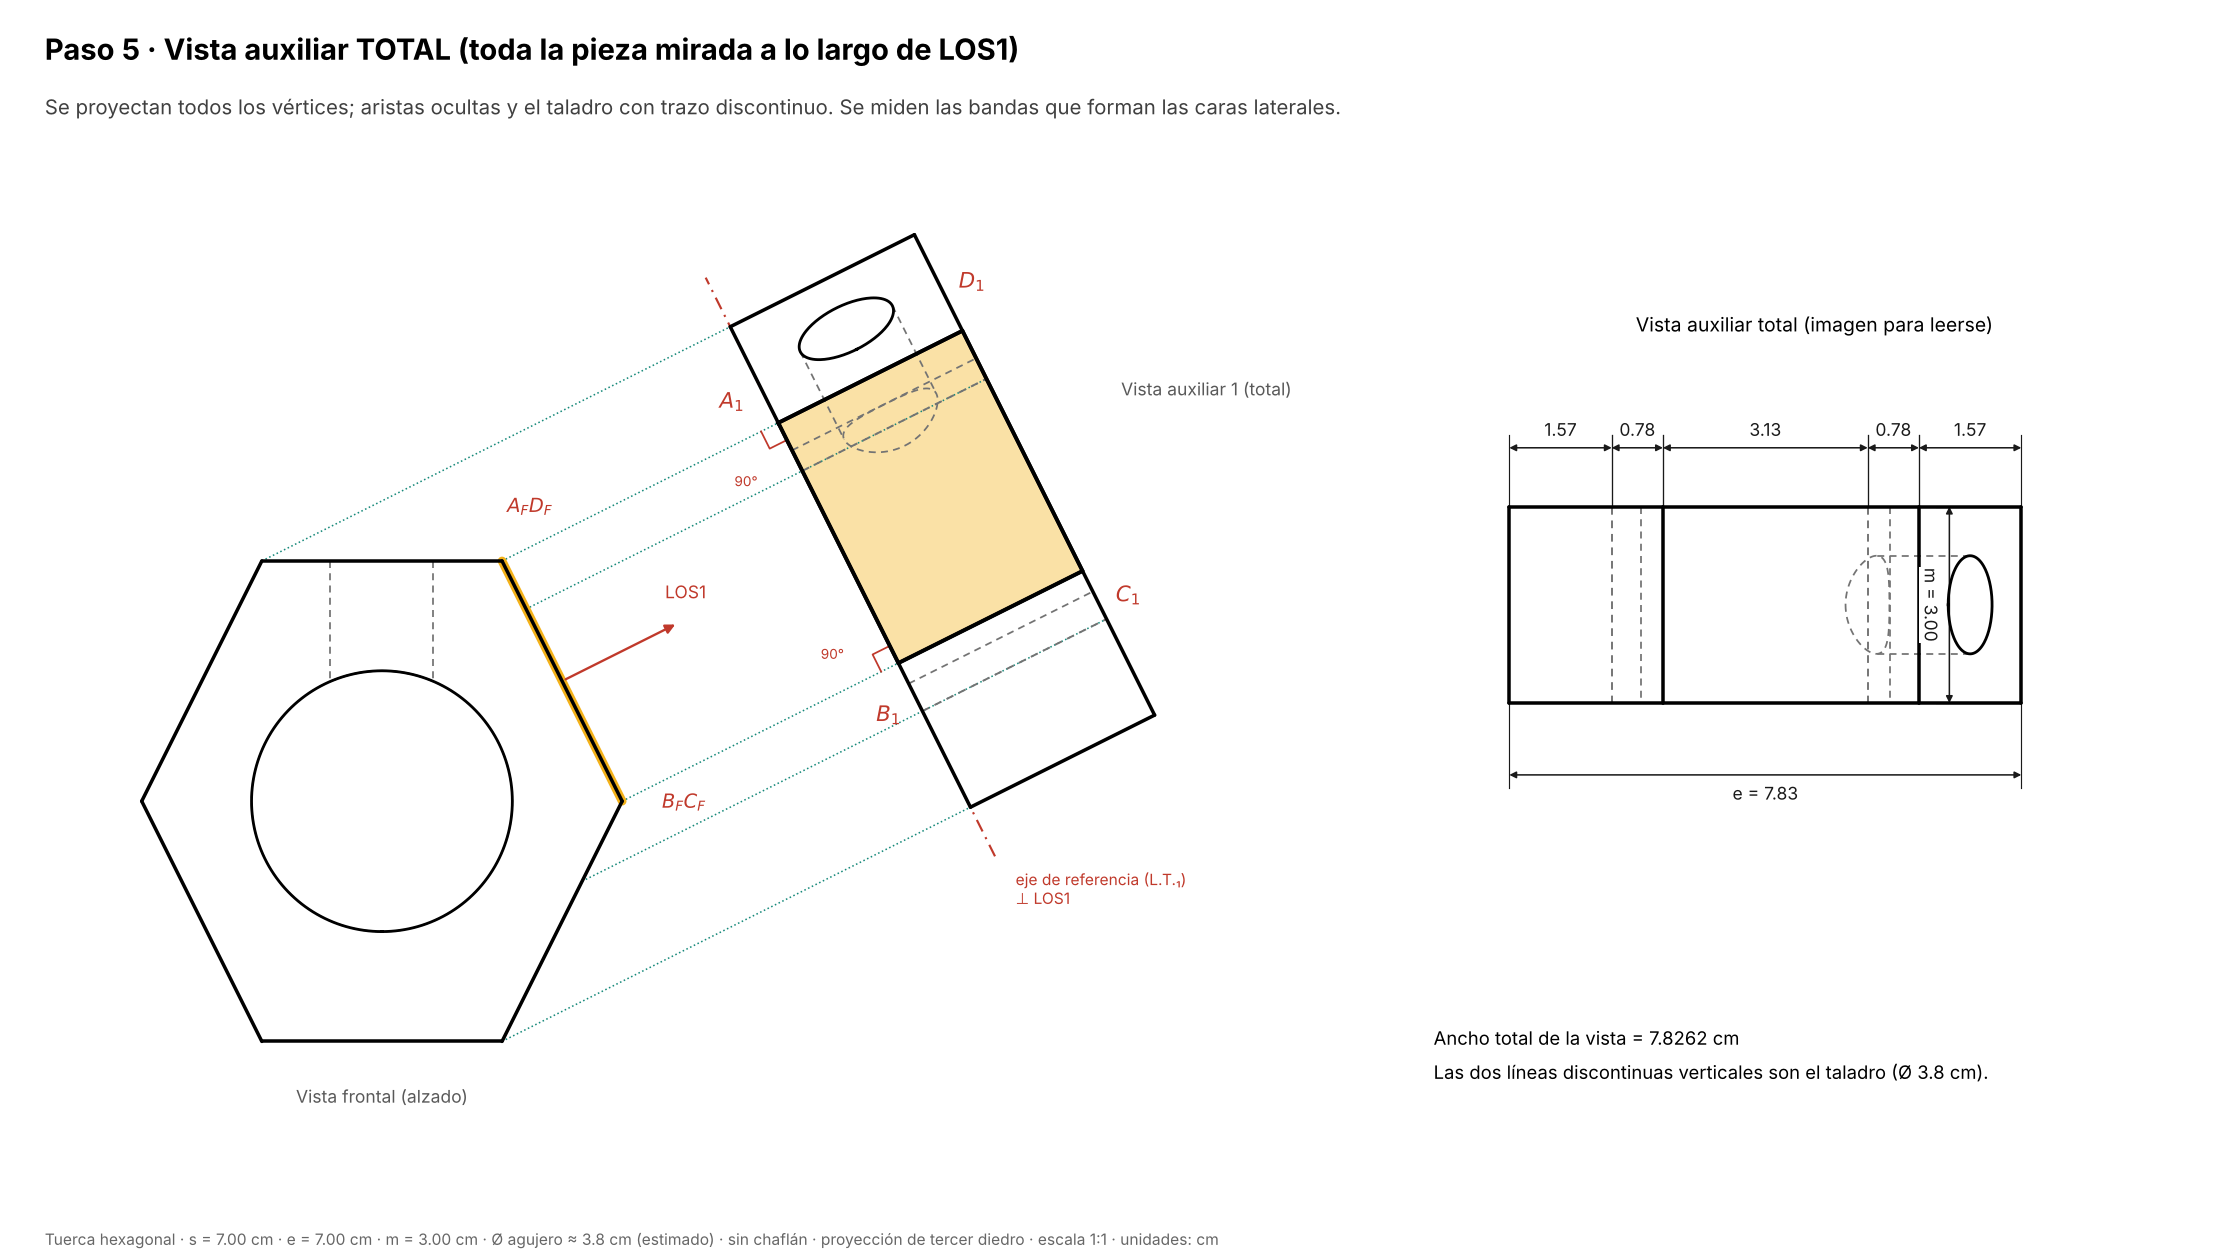 Paso 5 · Vista auxiliar TOTAL (toda la pieza mirada a lo largo de LOS1)
Se proyectan todos los vértices; aristas ocultas y el taladro con trazo discontinuo. Se miden las bandas que forman las caras laterales.
D₁
Vista auxiliar total (imagen para leerse)
Vista auxiliar 1 (total)
A₁
1.57 0.78 3.13 0.78 1.57
90°
A_FD_F
LOS1
C₁
m = 3.00
90°
B₁
B_FC_F
e = 7.83
eje de referencia (L.T.₁)
⊥ LOS1
Ancho total de la vista = 7.8262 cm
Las dos líneas discontinuas verticales son el taladro (Ø 3.8 cm).
Vista frontal (alzado)
Tuerca hexagonal · s = 7.00 cm · e = 7.00 cm · m = 3.00 cm · Ø agujero ≈ 3.8 cm (estimado) · sin chaflán · proyección de tercer diedro · escala 1:1 · unidades: cm